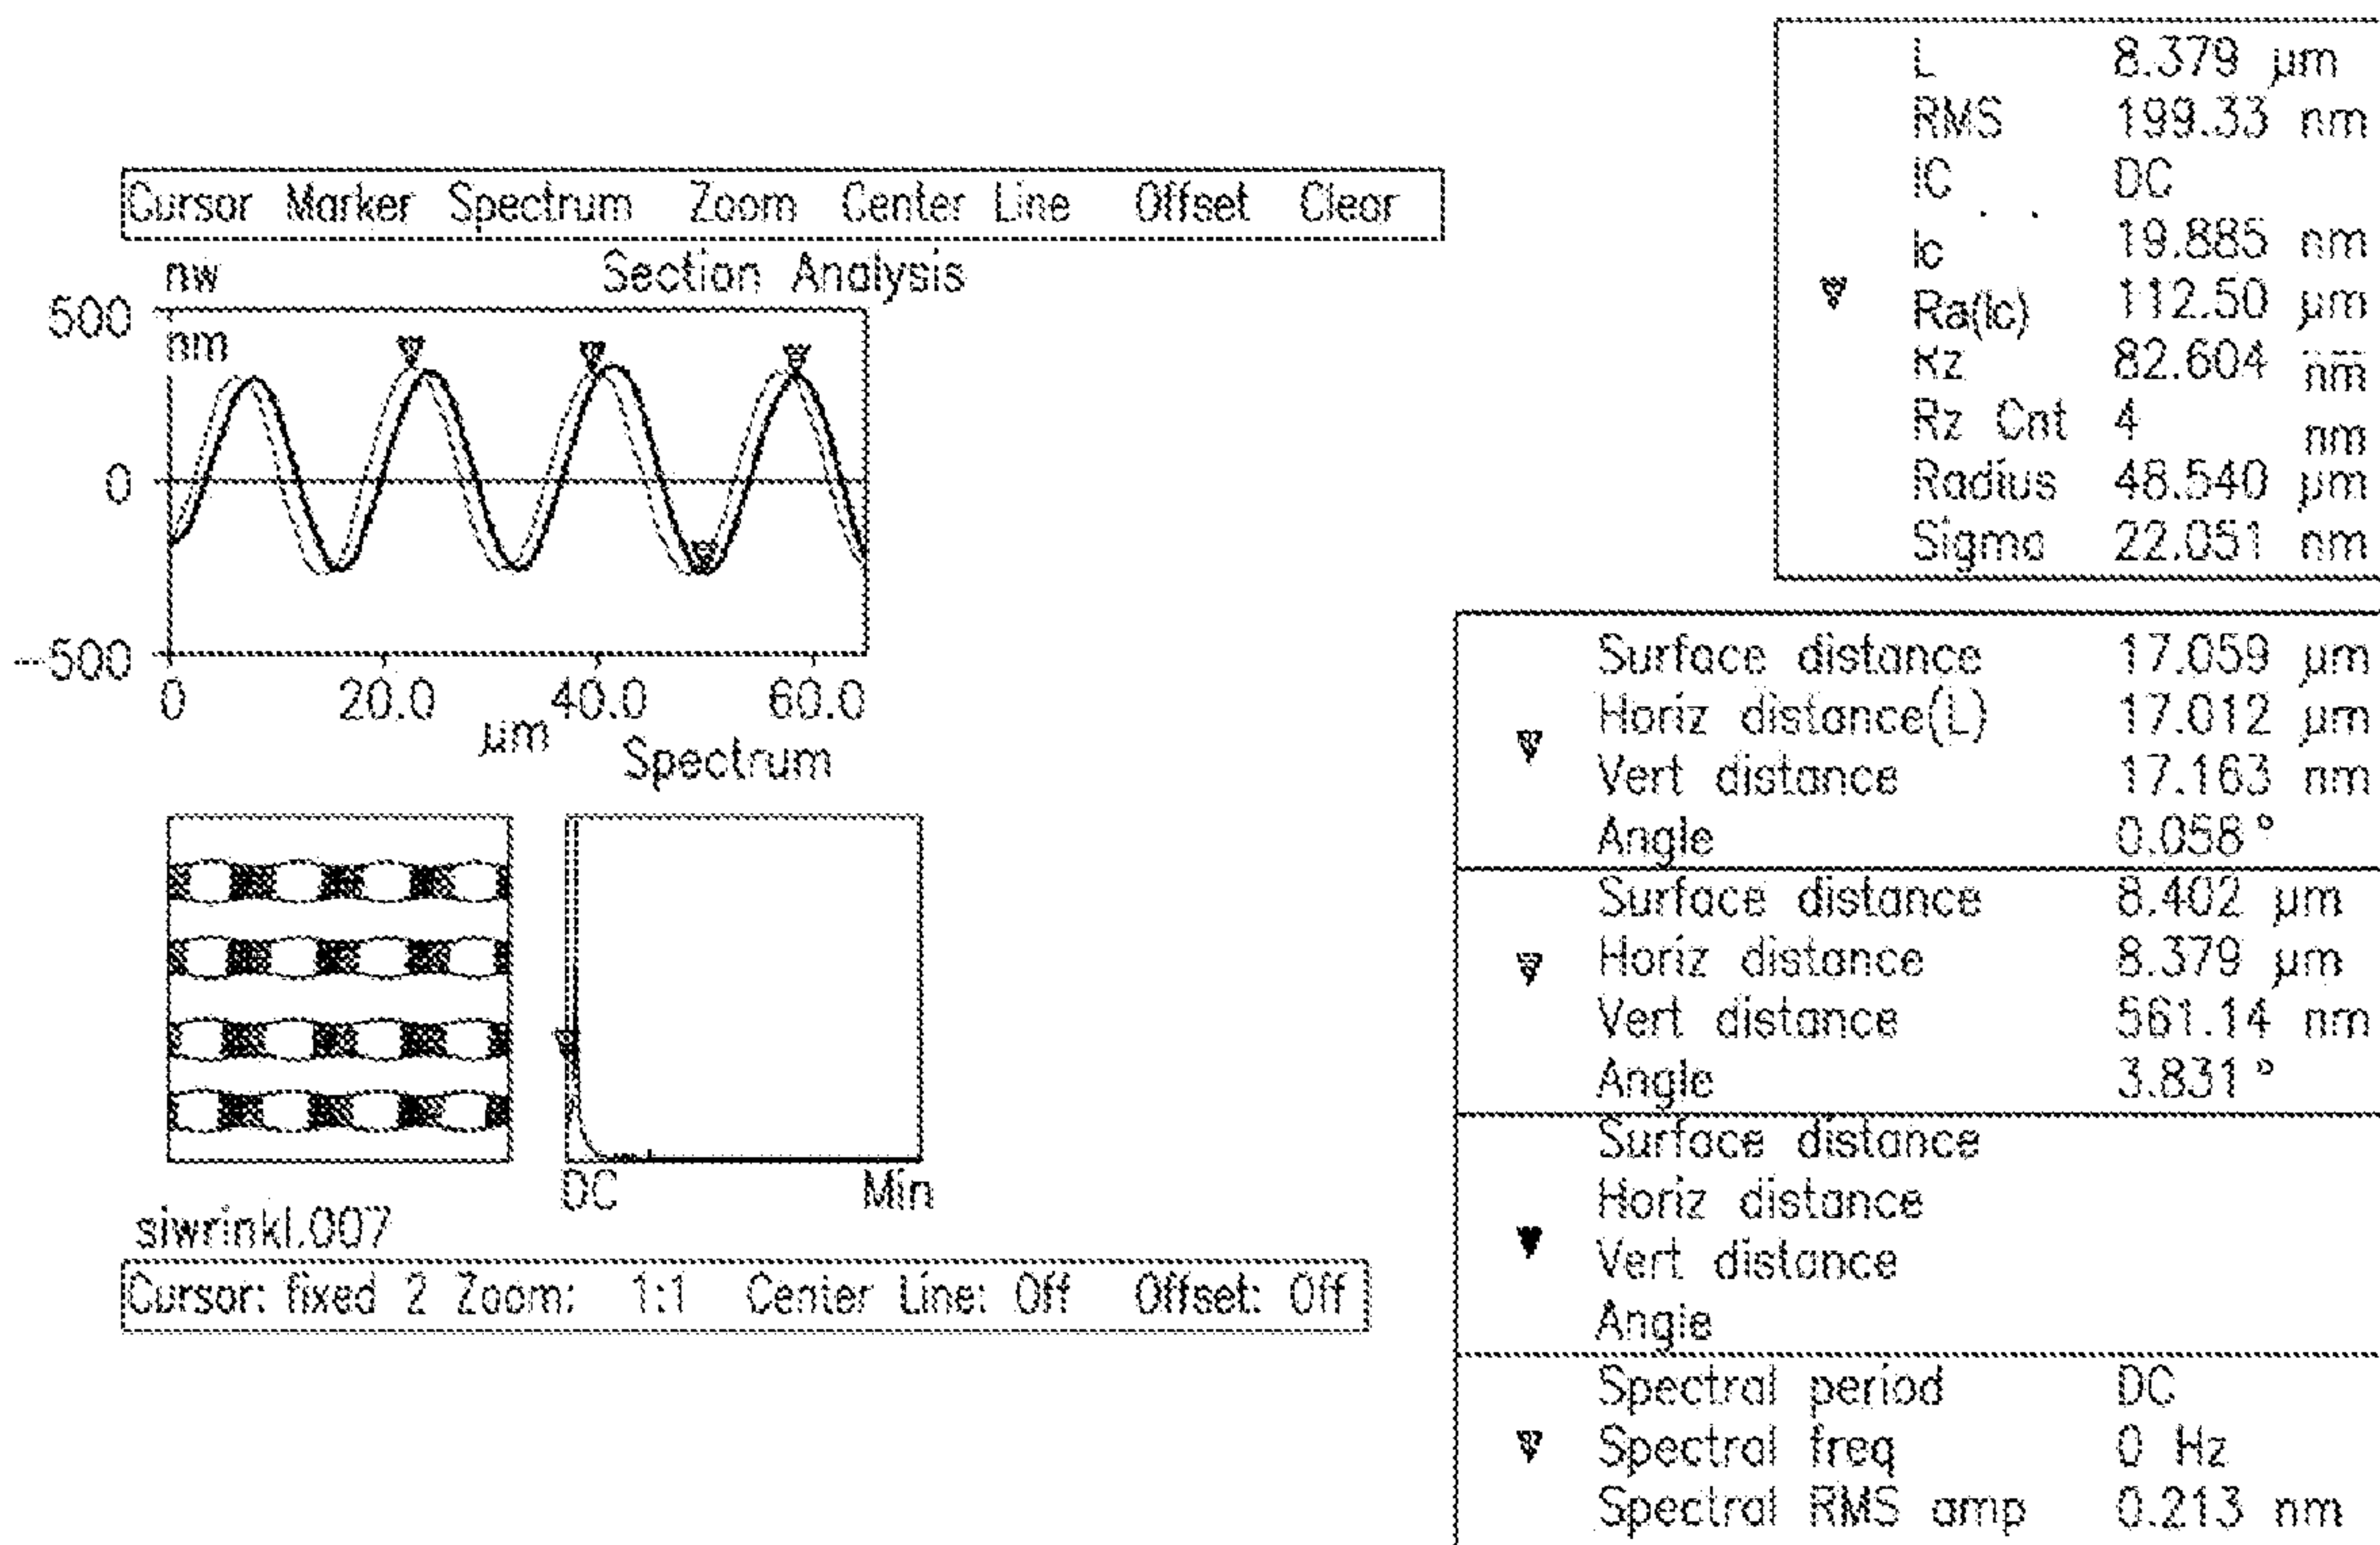 L 8.379 µm
RMS 199.33 nm
lC DC
lc 19.885 nm
Ra(lc) 112.50 µm
Rz 82.604 nm
Rz Cnt 4 nm
Radius 48.540 µm
Sigma 22.051 nm
Cursor Marker Spectrum Zoom Center Line Offset Clear
nw Section Analysis
500
nm
0
-500
0 20.0 40.0 60.0
µm
Spectrum
DC Min
siwrinkl.007
Cursor: fixed 2 Zoom: 1:1 Center Line: Off Offset: Off
Surface distance 17.059 µm
Horiz distance(L) 17.012 µm
Vert distance 17.163 nm
Angle 0.058°
Surface distance 8.402 µm
Horiz distance 8.379 µm
Vert distance 561.14 nm
Angle 3.831°
Surface distance
Horiz distance
Vert distance
Angle
Spectral period DC
Spectral freq 0 Hz
Spectral RMS amp 0.213 nm